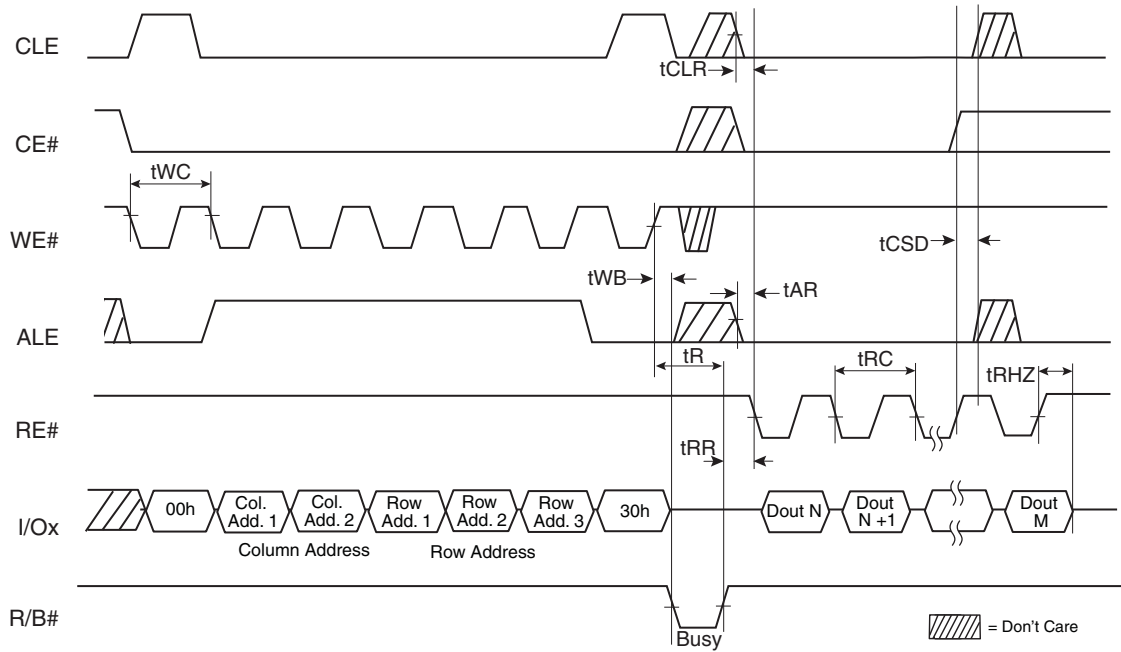 CLE
tCLR
CE#
tWC
WE#
tCSD
tWB
tAR
ALE
tR
tRC
tRHZ
RE#
tRR
I/Ox
00h
Col.
Add. 1
Col.
Add. 2
Row
Add. 1
Row
Add. 2
Row
Add. 3
30h
Dout N
Dout
N +1
Dout
M
Column Address
Row Address
R/B#
Busy
= Don't Care